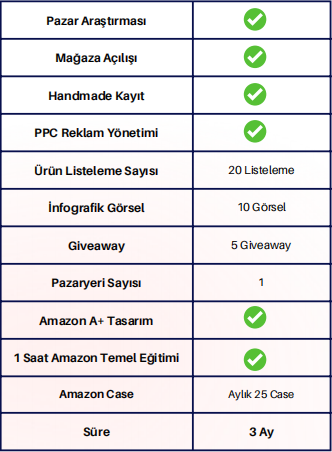 Pazar Araştırması
Mağaza Açılışı
Handmade Kayıt
PPC Reklam Yönetimi
Ürün Listeleme Sayısı 20 Listeleme
İnfografik Görsel 10 Görsel
Giveaway 5 Giveaway
Pazaryeri Sayısı 1
Amazon A+ Tasarım
1 Saat Amazon Temel Eğitimi
Amazon Case Aylık 25 Case
Süre 3 Ay